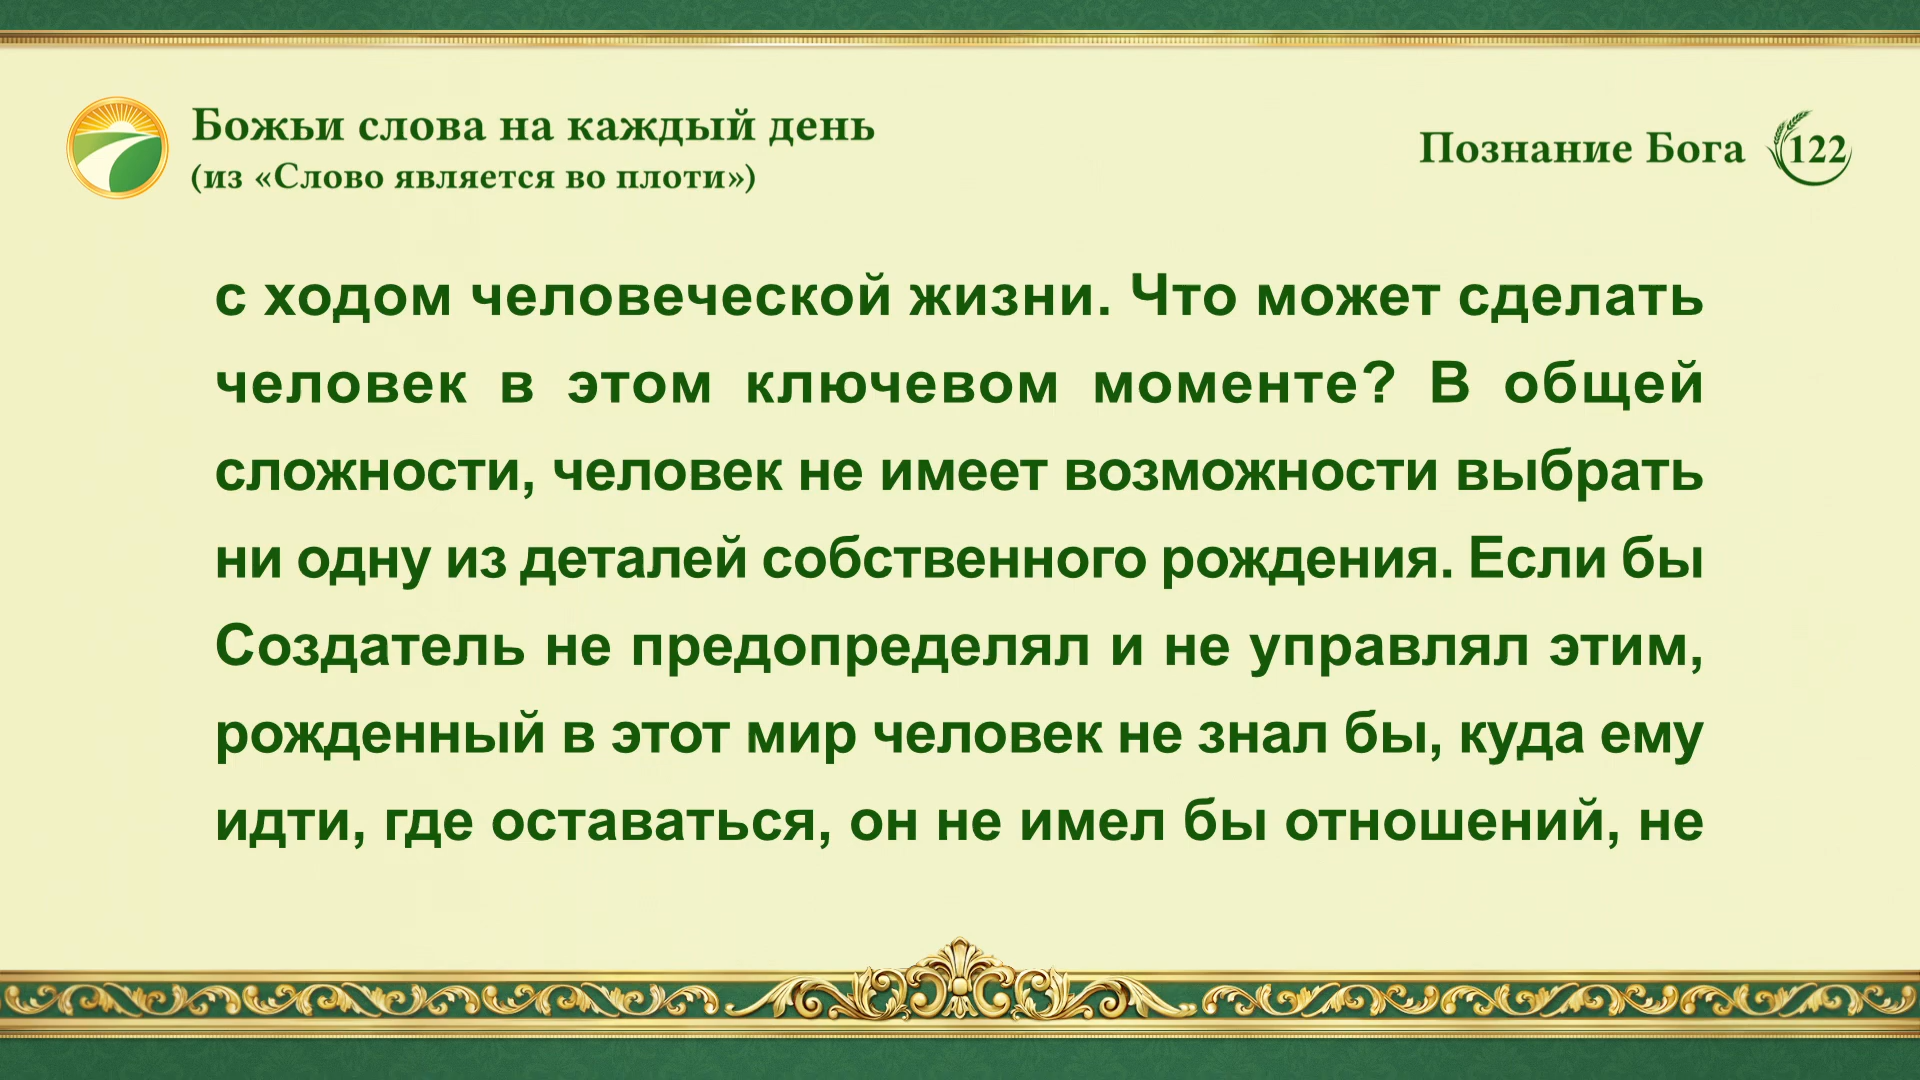 Божьи слова на каждый день
(из «Слово является во плоти»)
Познание Бога 122
с ходом человеческой жизни. Что может сделать
человек в этом ключевом моменте? В общей
сложности, человек не имеет возможности выбрать
ни одну из деталей собственного рождения. Если бы
Создатель не предопределял и не управлял этим,
рожденный в этот мир человек не знал бы, куда ему
идти, где оставаться, он не имел бы отношений, не